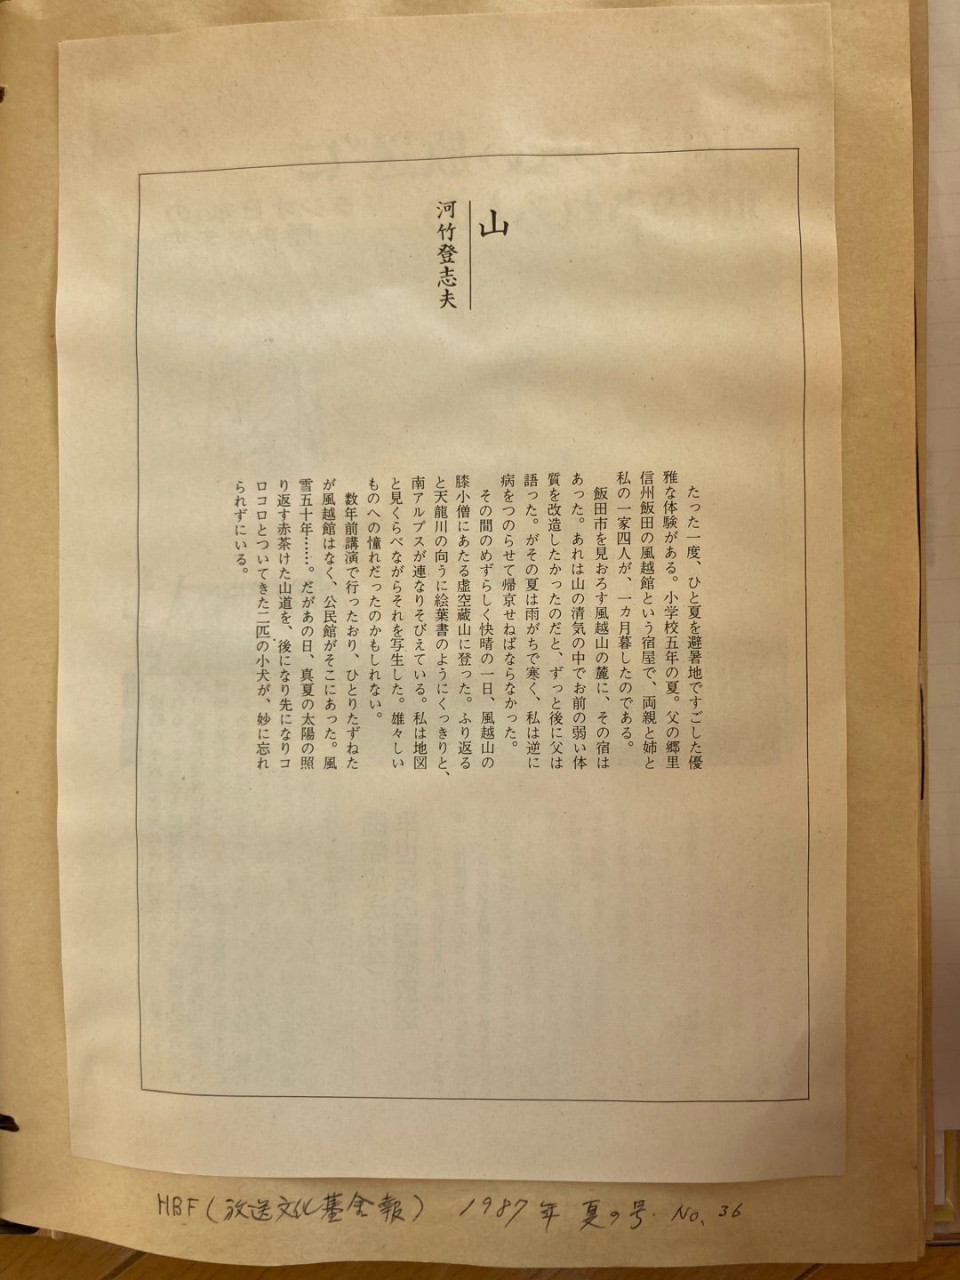 山
河竹登志夫
たった一度、ひと夏を避暑地ですごした優
雅な体験がある。小学校五年の夏。父の郷里
信州飯田の風越館という宿屋で、両親と姉と
私の一家四人が、一カ月暮したのである。
飯田市を見おろす風越山の麓に、その宿は
あった。あれは山の清気の中でお前の弱い体
質を改造したかったのだと、ずっと後に父は
語った。がその夏は雨がちで寒く、私は逆に
病をつのらせて帰京せねばならなかった。
その間のめずらしく快晴の一日、風越山の
膝小僧にあたる虚空蔵山に登った。ふり返る
と天龍川の向うに絵葉書のようにくっきりと、
南アルプスが連なりそびえている。私は地図
と見くらべながらそれを写生した。雄々しい
ものへの憧れだったのかもしれない。
数年前講演で行ったおり、ひとりたずねた
が風越館はなく、公民館がそこにあった。風
雪五十年……。だがあの日、真夏の太陽の照
り返す赤茶けた山道を、後になり先になりコ
ロコロとついてきた二匹の小犬が、妙に忘れ
られずにいる。
HBF(放送文化基金報) 1987年 夏の号. No. 36